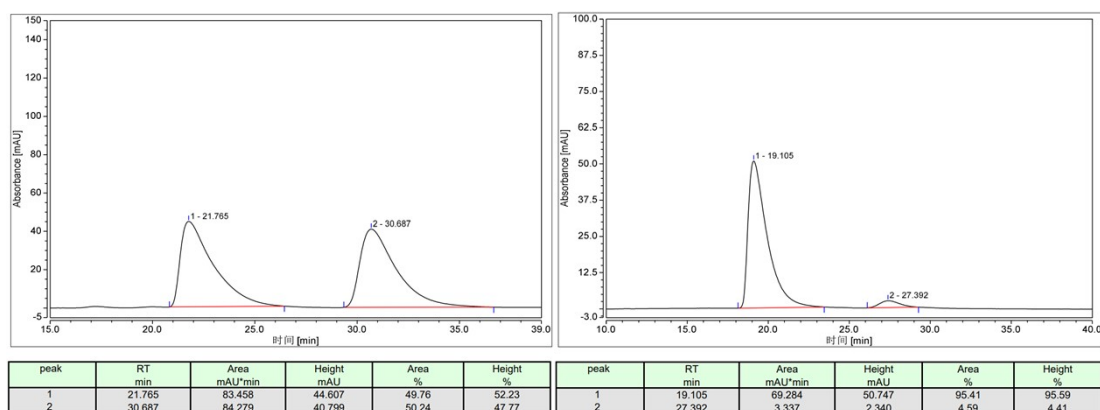 150
140
120
100
80
60
40
20
-5
Absorbance [mAU]
1 - 21.765
2 - 30.687
15.0 20.0 25.0 30.0 35.0 39.0
时间 [min]
peak RT Area Height Area Height
min mAU*min mAU % %
1 21.765 83.458 44.607 49.76 52.23
2 30.687 84.279 40.799 50.24 47.77
100.0
87.5
75.0
62.5
50.0
37.5
25.0
12.5
-3.0
Absorbance [mAU]
1 - 19.105
2 - 27.392
10.0 15.0 20.0 25.0 30.0 35.0 40.0
时间 [min]
peak RT Area Height Area Height
min mAU*min mAU % %
1 19.105 69.284 50.747 95.41 95.59
2 27.392 3.337 2.340 4.59 4.41